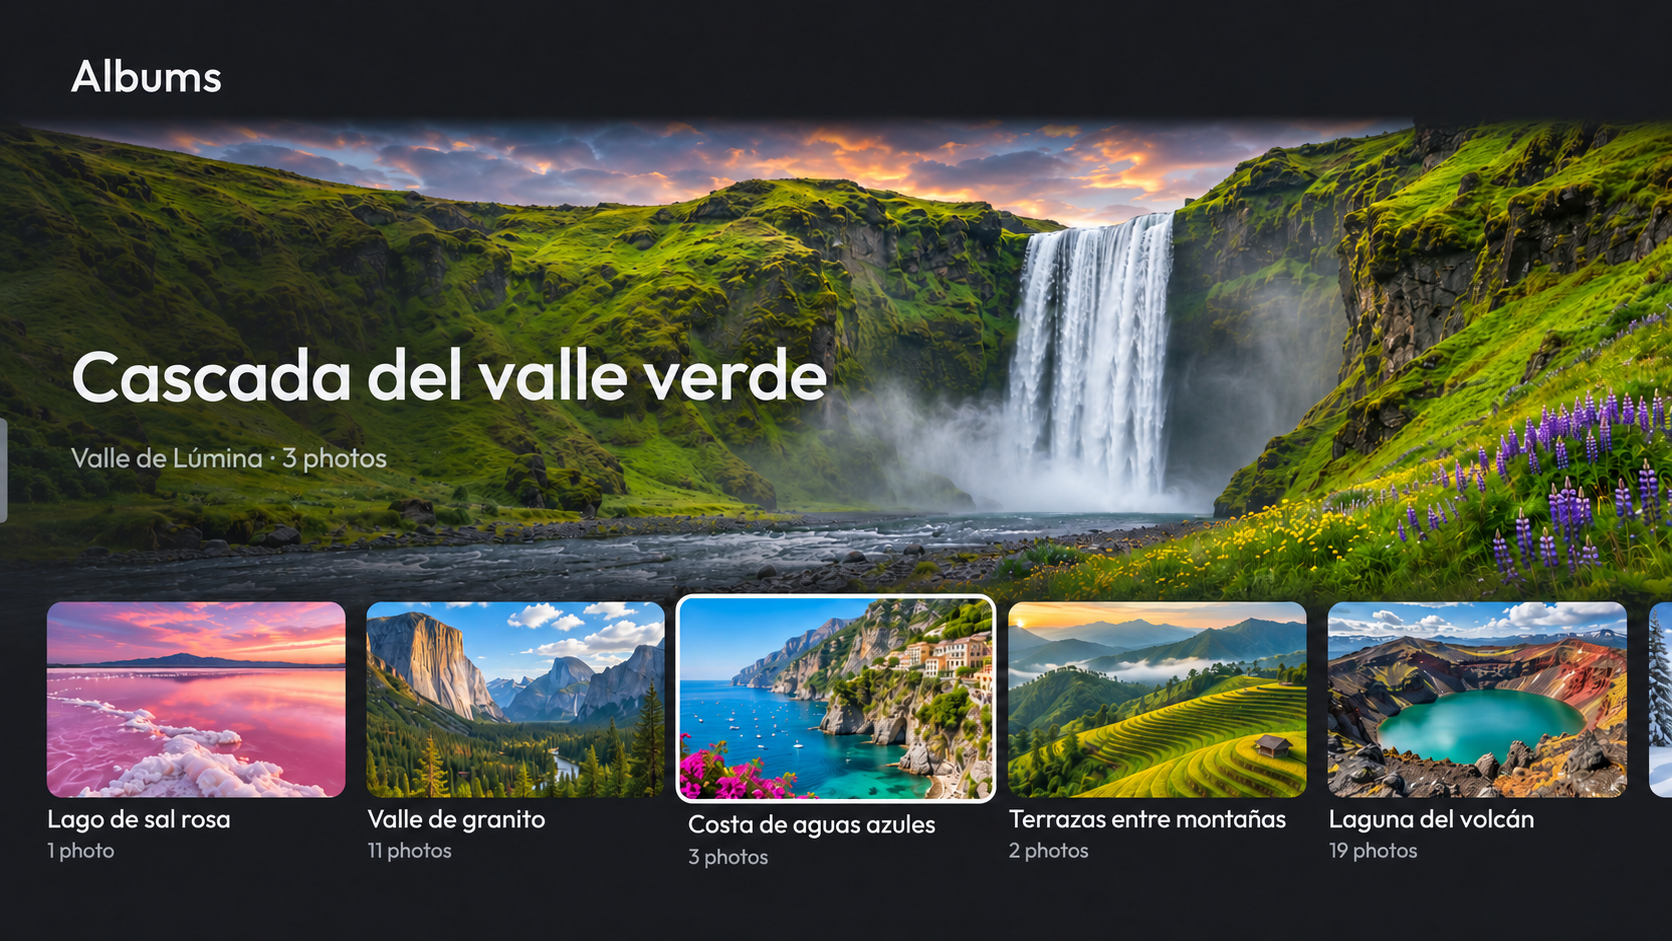 Albums
Cascada del valle verde
Valle de Lúmina · 3 photos
Lago de sal rosa
1 photo
Valle de granito
11 photos
Costa de aguas azules
3 photos
Terrazas entre montañas
2 photos
Laguna del volcán
19 photos